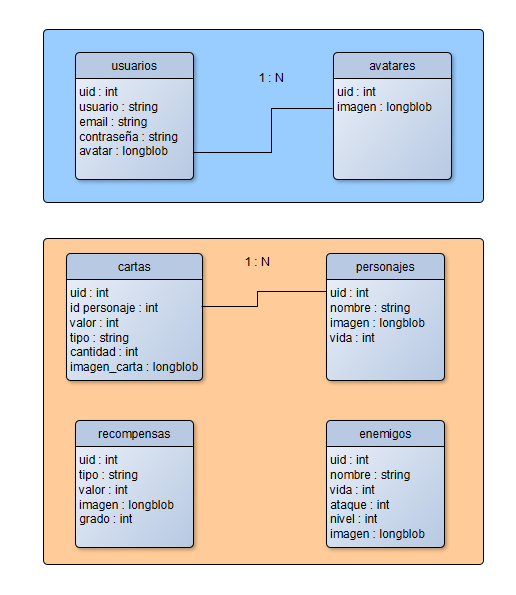 usuarios
uid : int
usuario : string
email : string
contraseña : string
avatar : longblob
1 : N
avatares
uid : int
imagen : longblob
cartas
uid : int
id personaje : int
valor : int
tipo : string
cantidad : int
imagen_carta : longblob
1 : N
personajes
uid : int
nombre : string
imagen : longblob
vida : int
recompensas
uid : int
tipo : string
valor : int
imagen : longblob
grado : int
enemigos
uid : int
nombre : string
vida : int
ataque : int
nivel : int
imagen : longblob